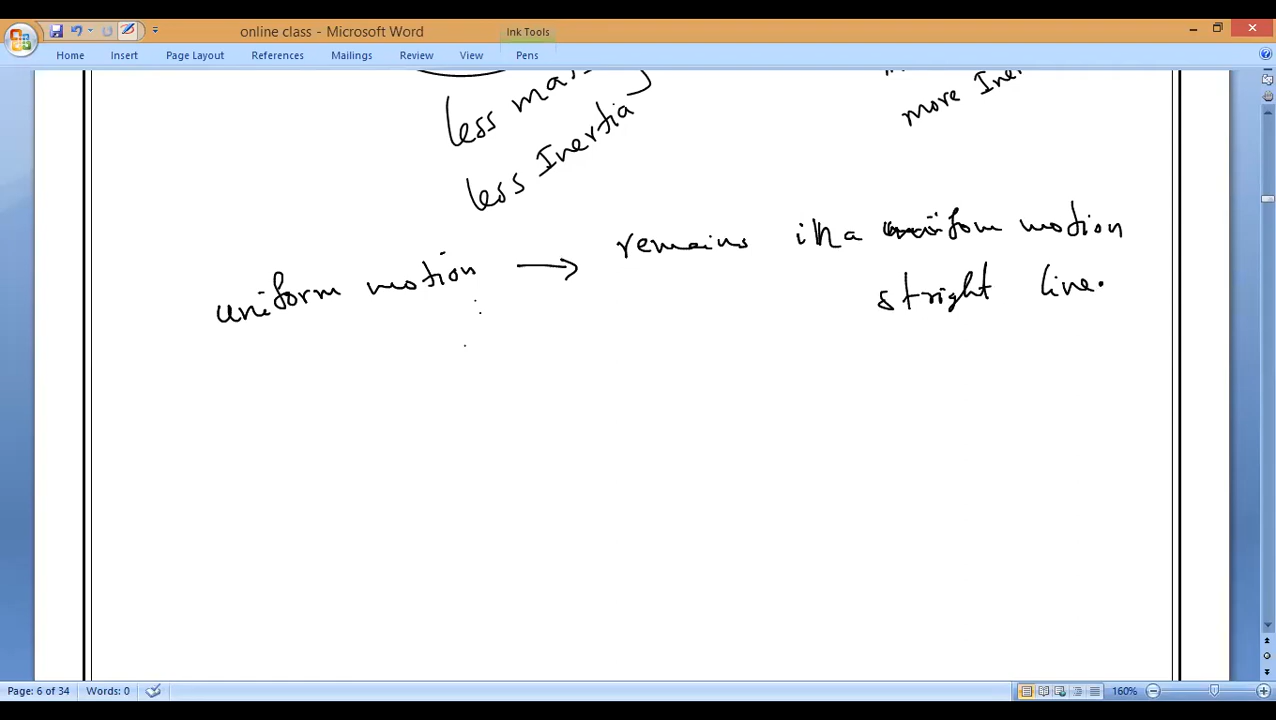 online class - Microsoft Word
Ink Tools
Home Insert Page Layout References Mailings Review View Pens
less
less Inertia
more
uniform motion → remains in a motion
stright line.
Page: 6 of 34 Words: 0 160%